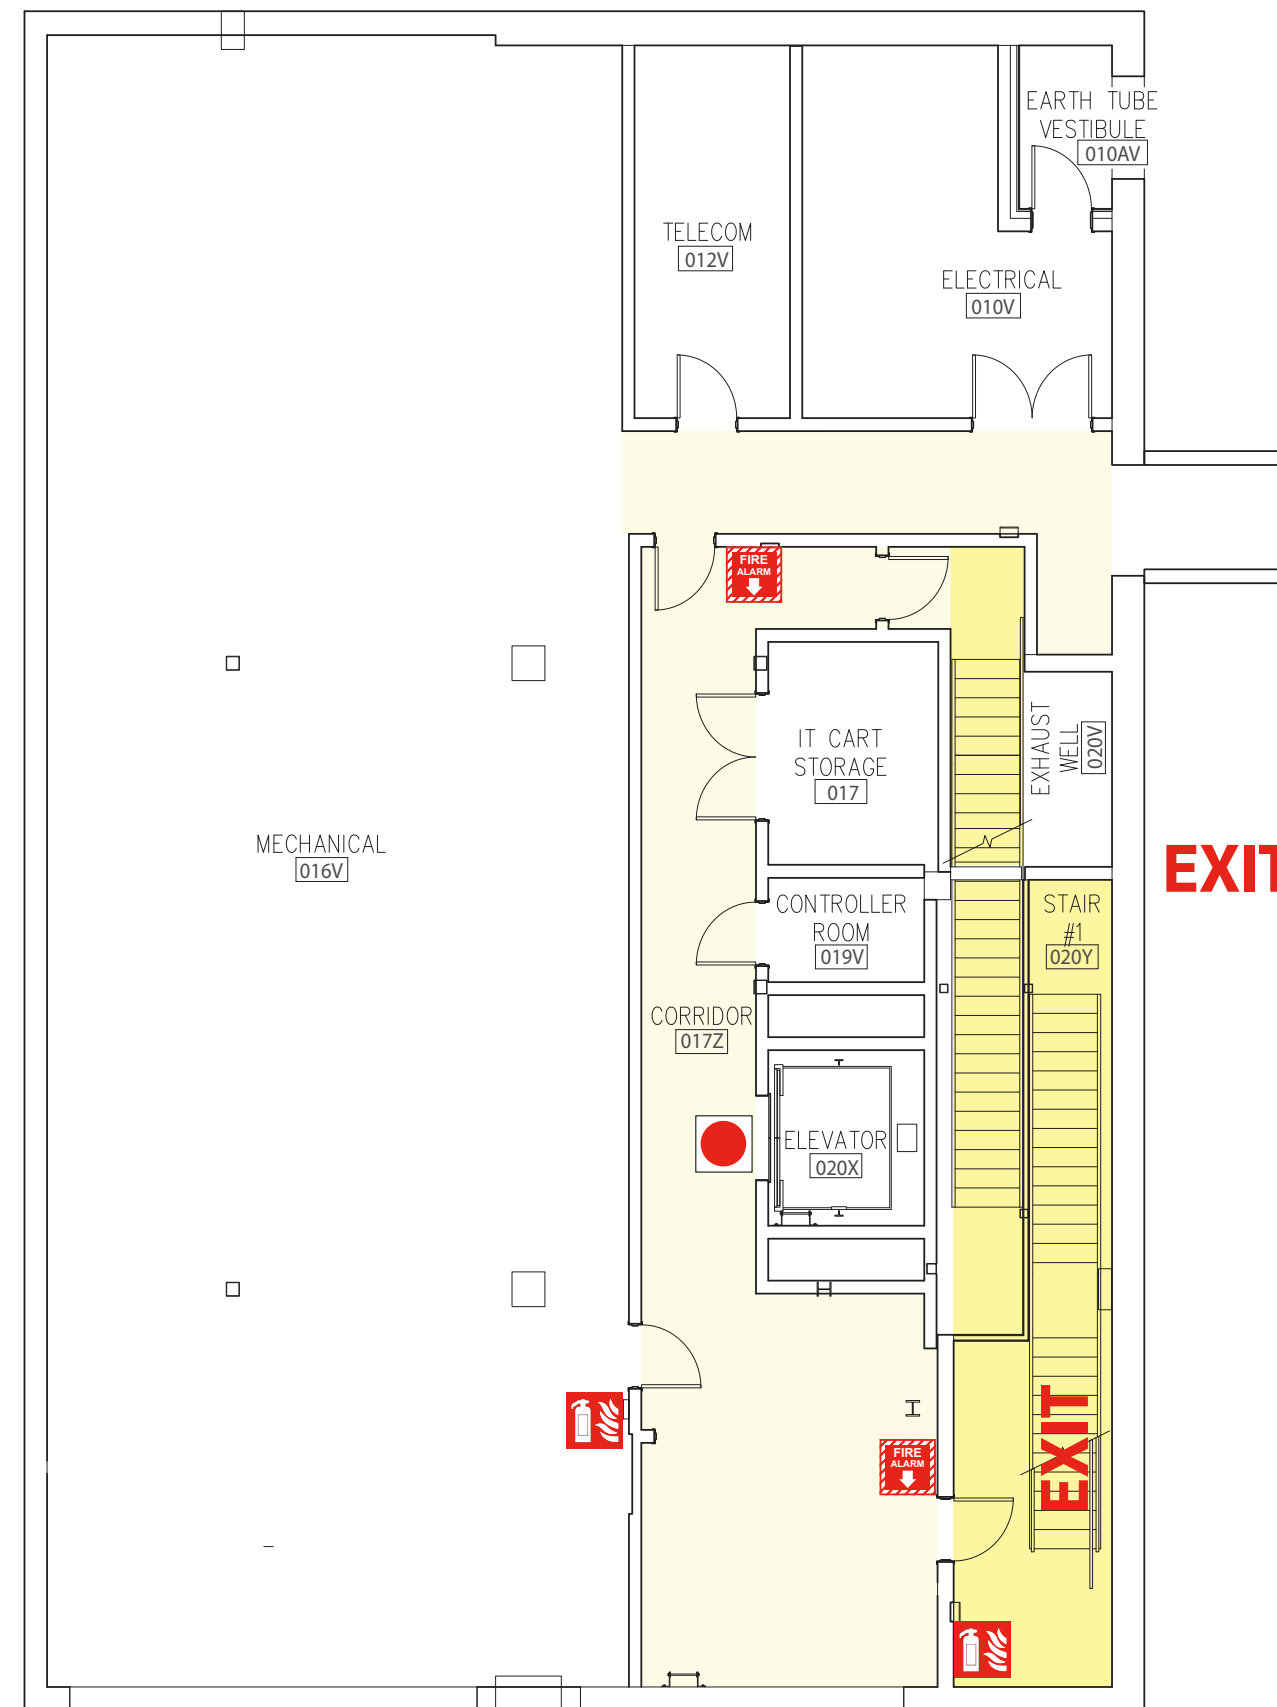 EARTH TUBE
VESTIBULE
010AV
TELECOM
012V
ELECTRICAL
010V
FIRE
ALARM
IT CART
STORAGE
017
EXHAUST
WELL
020V
MECHANICAL
016V
EXIT
CONTROLLER
ROOM
019V
STAIR
#1
020Y
CORRIDOR
017Z
ELEVATOR
020X
EXIT
FIRE
ALARM